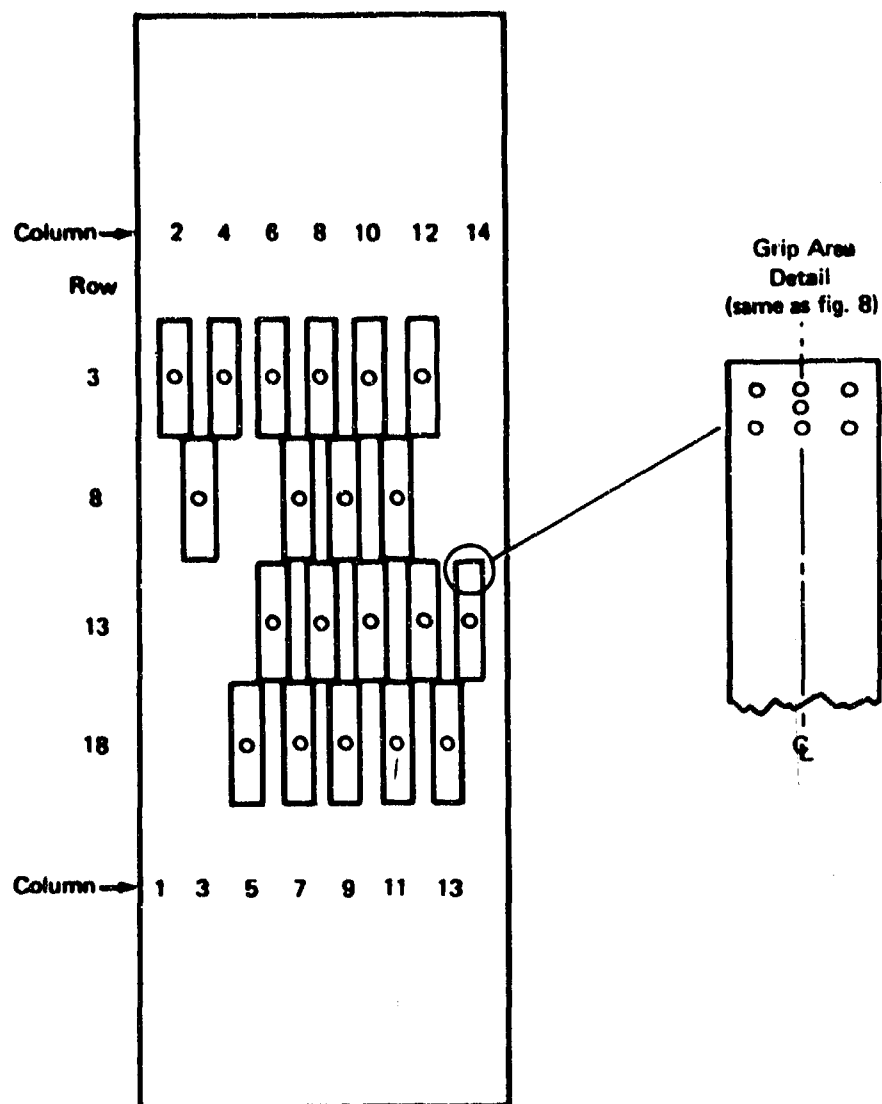 Column 2 4 6 8 10 12 14
Row
3
8
13
18
Column 1 3 5 7 9 11 13
Grip Area
Detail
(same as fig. 8)
℄